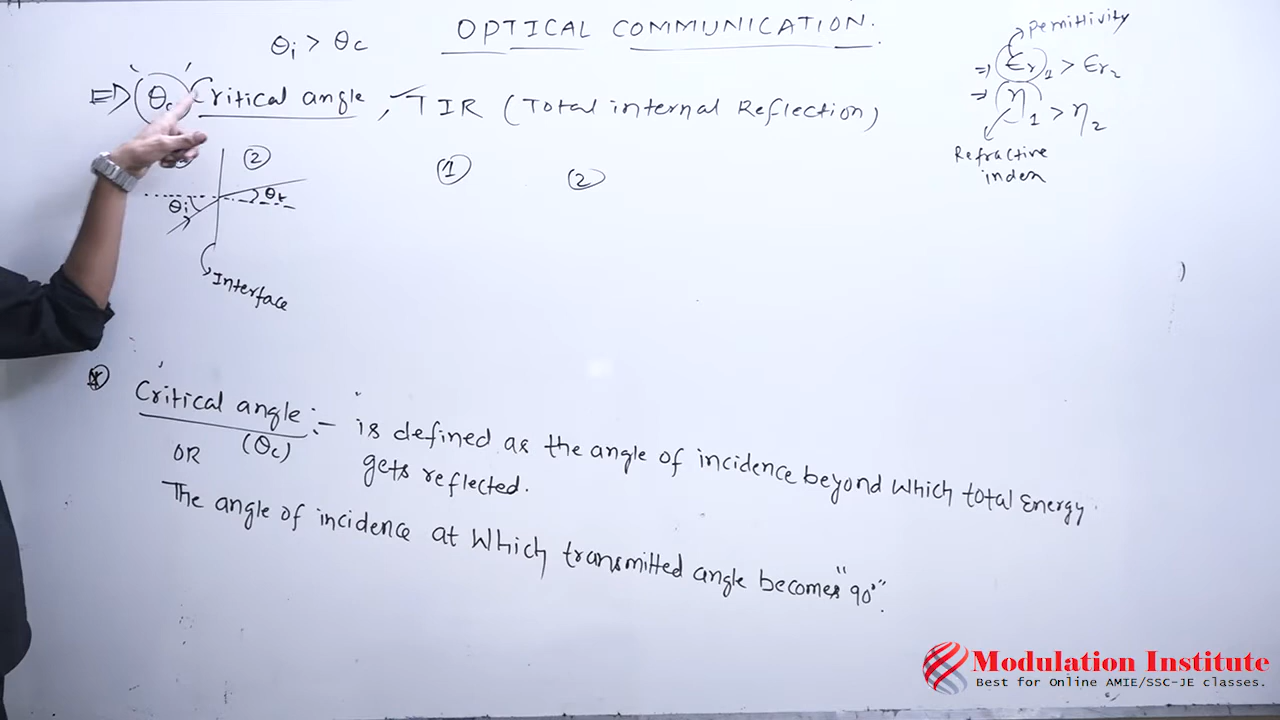 OPTICAL COMMUNICATION.
θi > θc
⇒ θc Critical angle, TIR (Total internal Reflection)
Permittivity
⇒ εr1 > εr2
⇒ η1 > η2
Refractive
index
②
① ②
θi θt
Interface
Critical angle :- is defined as the angle of incidence beyond which total Energy
(θc) gets reflected.
OR
The angle of incidence at which transmitted angle becomes "90°".
Modulation Institute
Best for Online AMIE/SSC-JE classes.